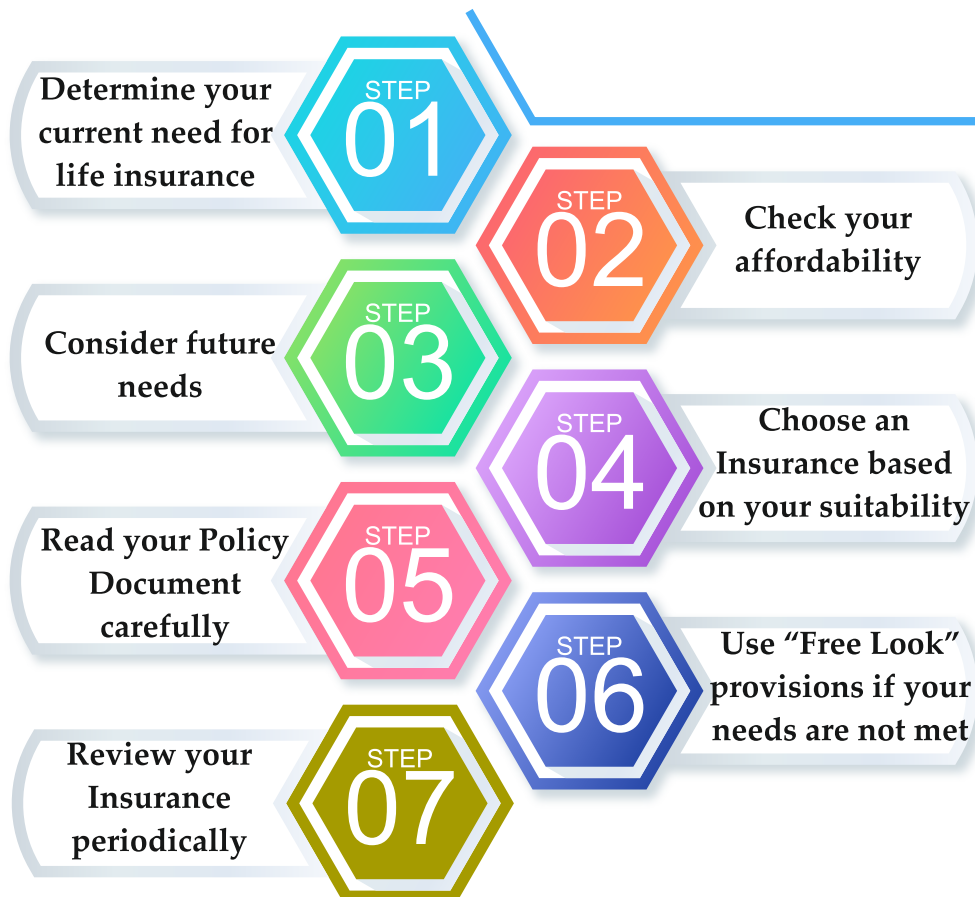 STEP
01
Determine your
current need for
life insurance
STEP
02
Check your
affordability
STEP
03
Consider future
needs
STEP
04
Choose an
Insurance based
on your suitability
STEP
05
Read your Policy
Document
carefully
STEP
06
Use “Free Look”
provisions if your
needs are not met
STEP
07
Review your
Insurance
periodically